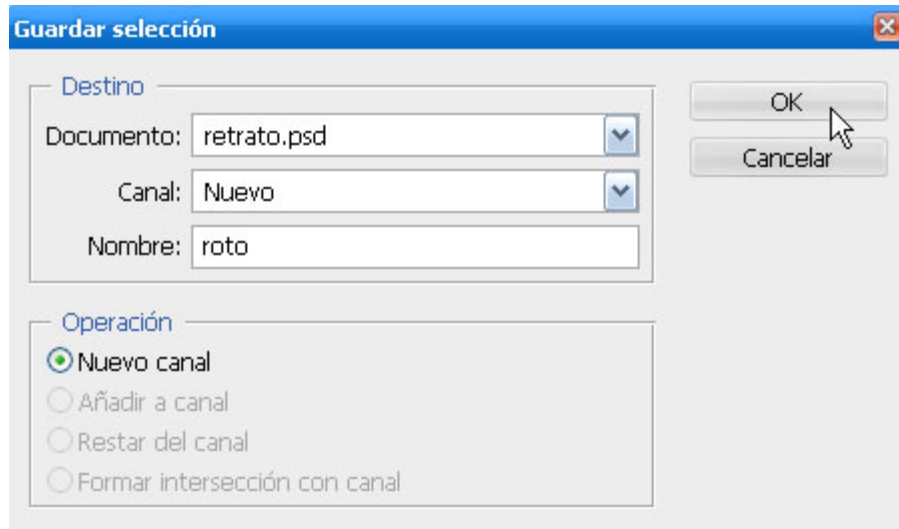 Guardar selección
Destino
Documento: retrato.psd
Canal: Nuevo
Nombre: roto
OK
Cancelar
Operación
Nuevo canal
Añadir a canal
Restar del canal
Formar intersección con canal